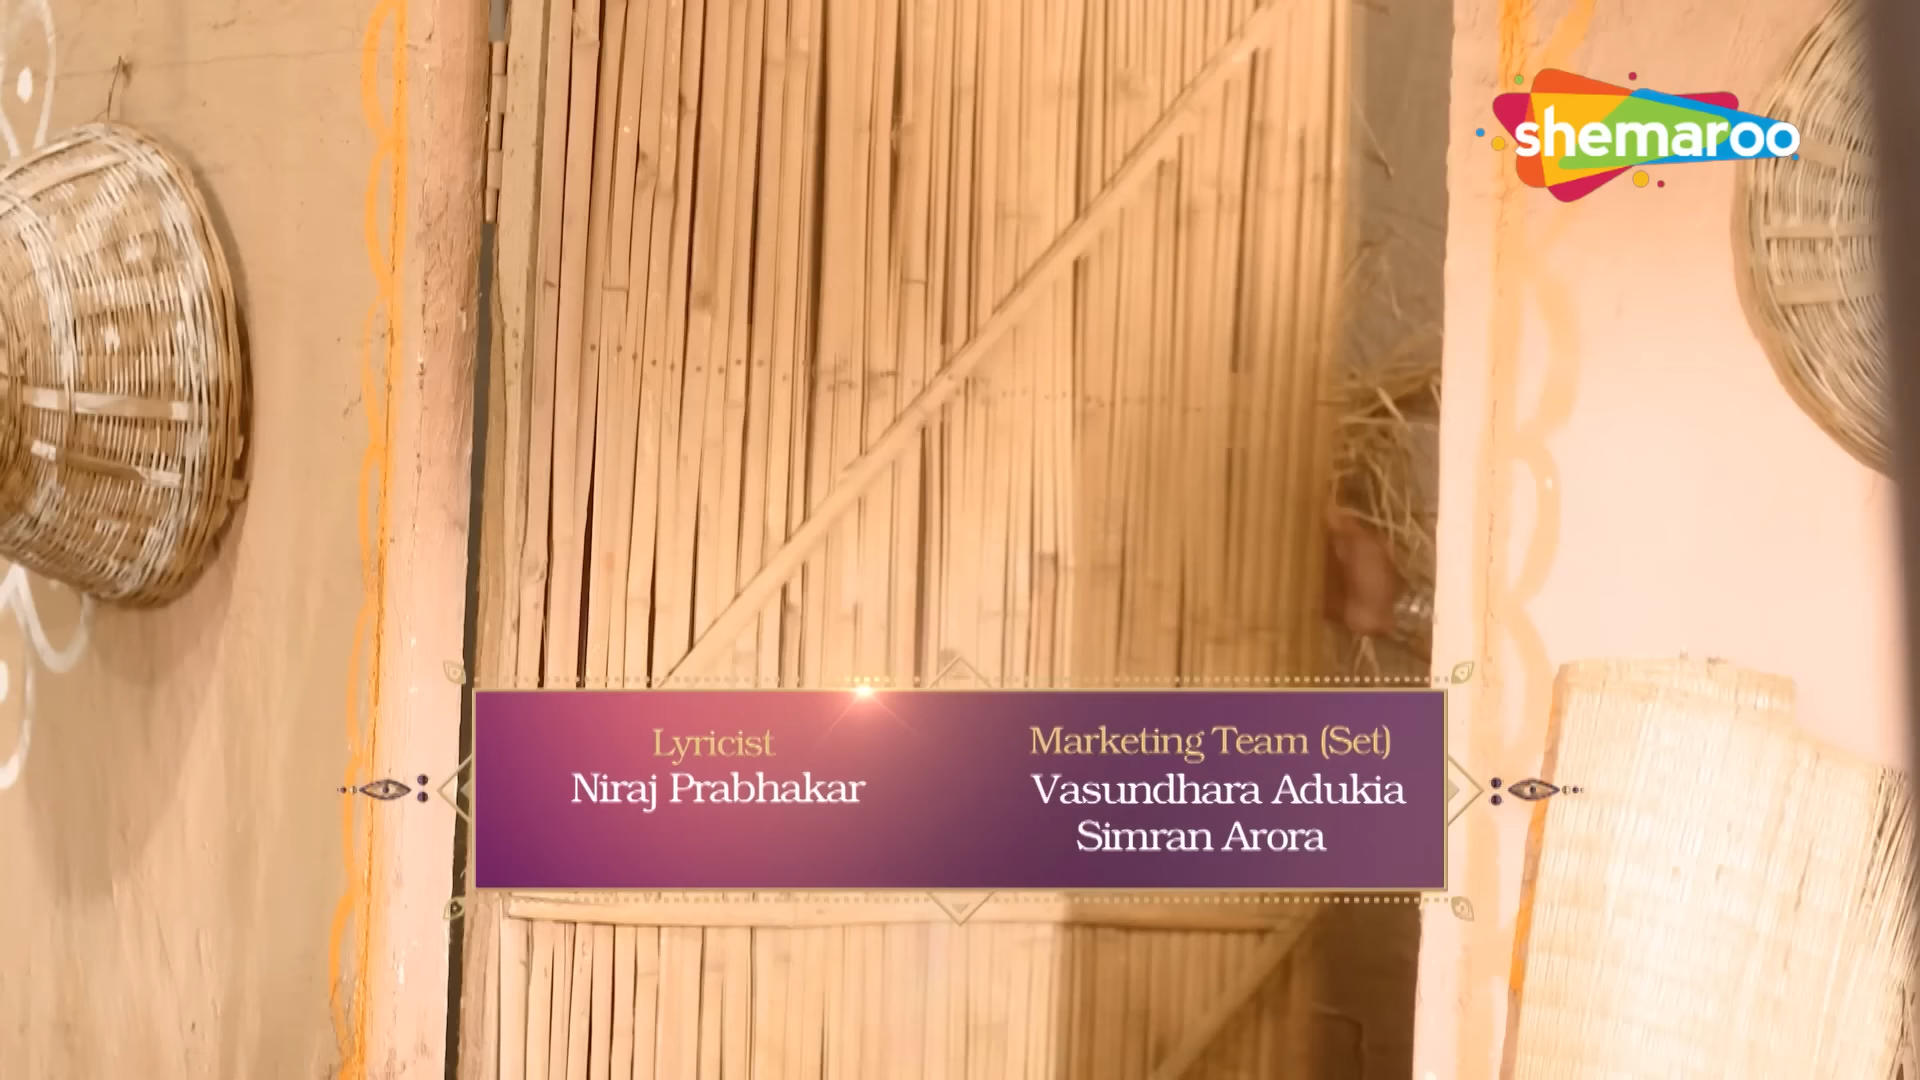 shemaroo
Lyricist
Niraj Prabhakar
Marketing Team (Set)
Vasundhara Adukia
Simran Arora